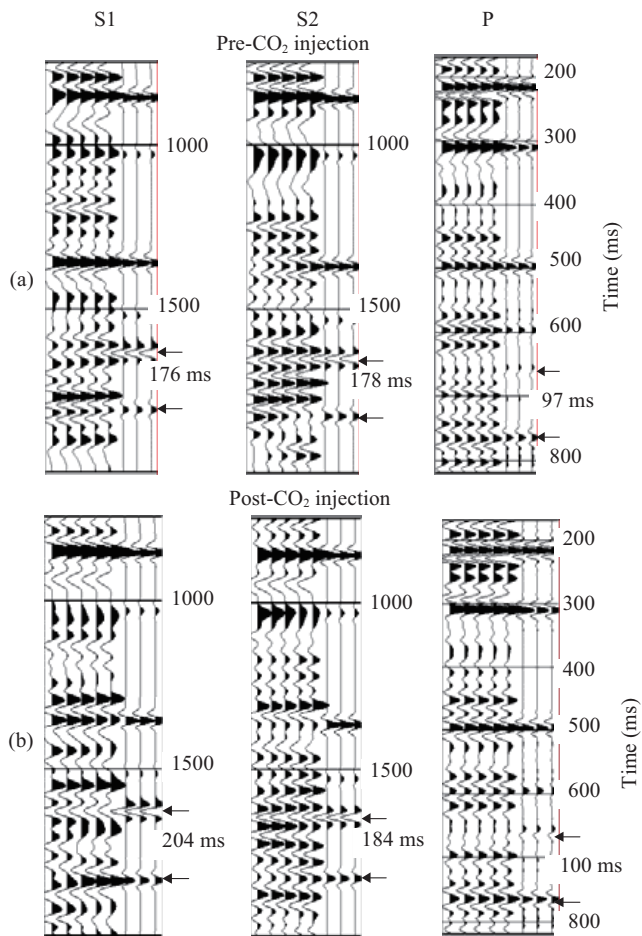 S1 S2 P
Pre-CO₂ injection
200
300
1000
400
500
Time (ms)
(a)
1500
600
176 ms 178 ms 97 ms
800
Post-CO₂ injection
200
1000 1000 300
400
500
Time (ms)
(b)
1500 1500
600
204 ms 184 ms
100 ms
800